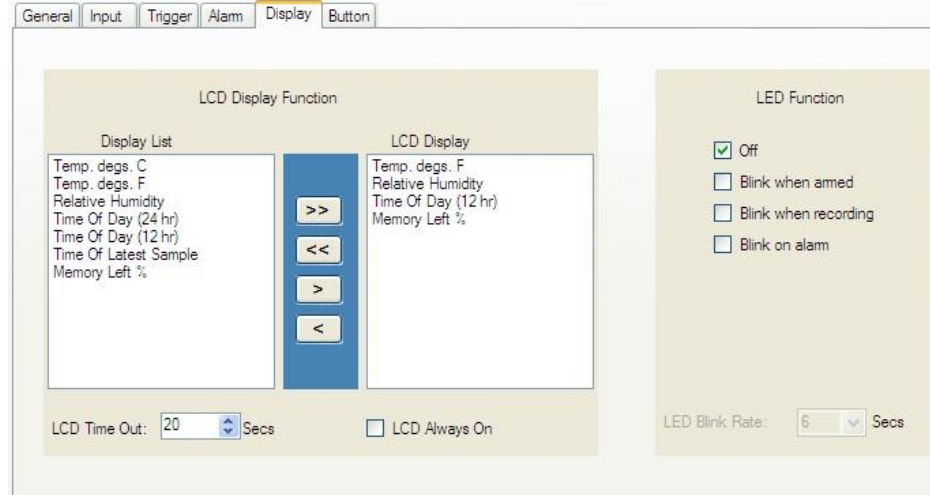 General Input Trigger Alarm Display Button
LCD Display Function
Display List
Temp. degs. C
Temp. degs. F
Relative Humidity
Time Of Day (24 hr)
Time Of Day (12 hr)
Time Of Latest Sample
Memory Left %
>>
<<
>
<
LCD Display
Temp. degs. F
Relative Humidity
Time Of Day (12 hr)
Memory Left %
LCD Time Out: 20 Secs
LCD Always On
LED Function
Off
Blink when armed
Blink when recording
Blink on alarm
LED Blink Rate: 6 Secs